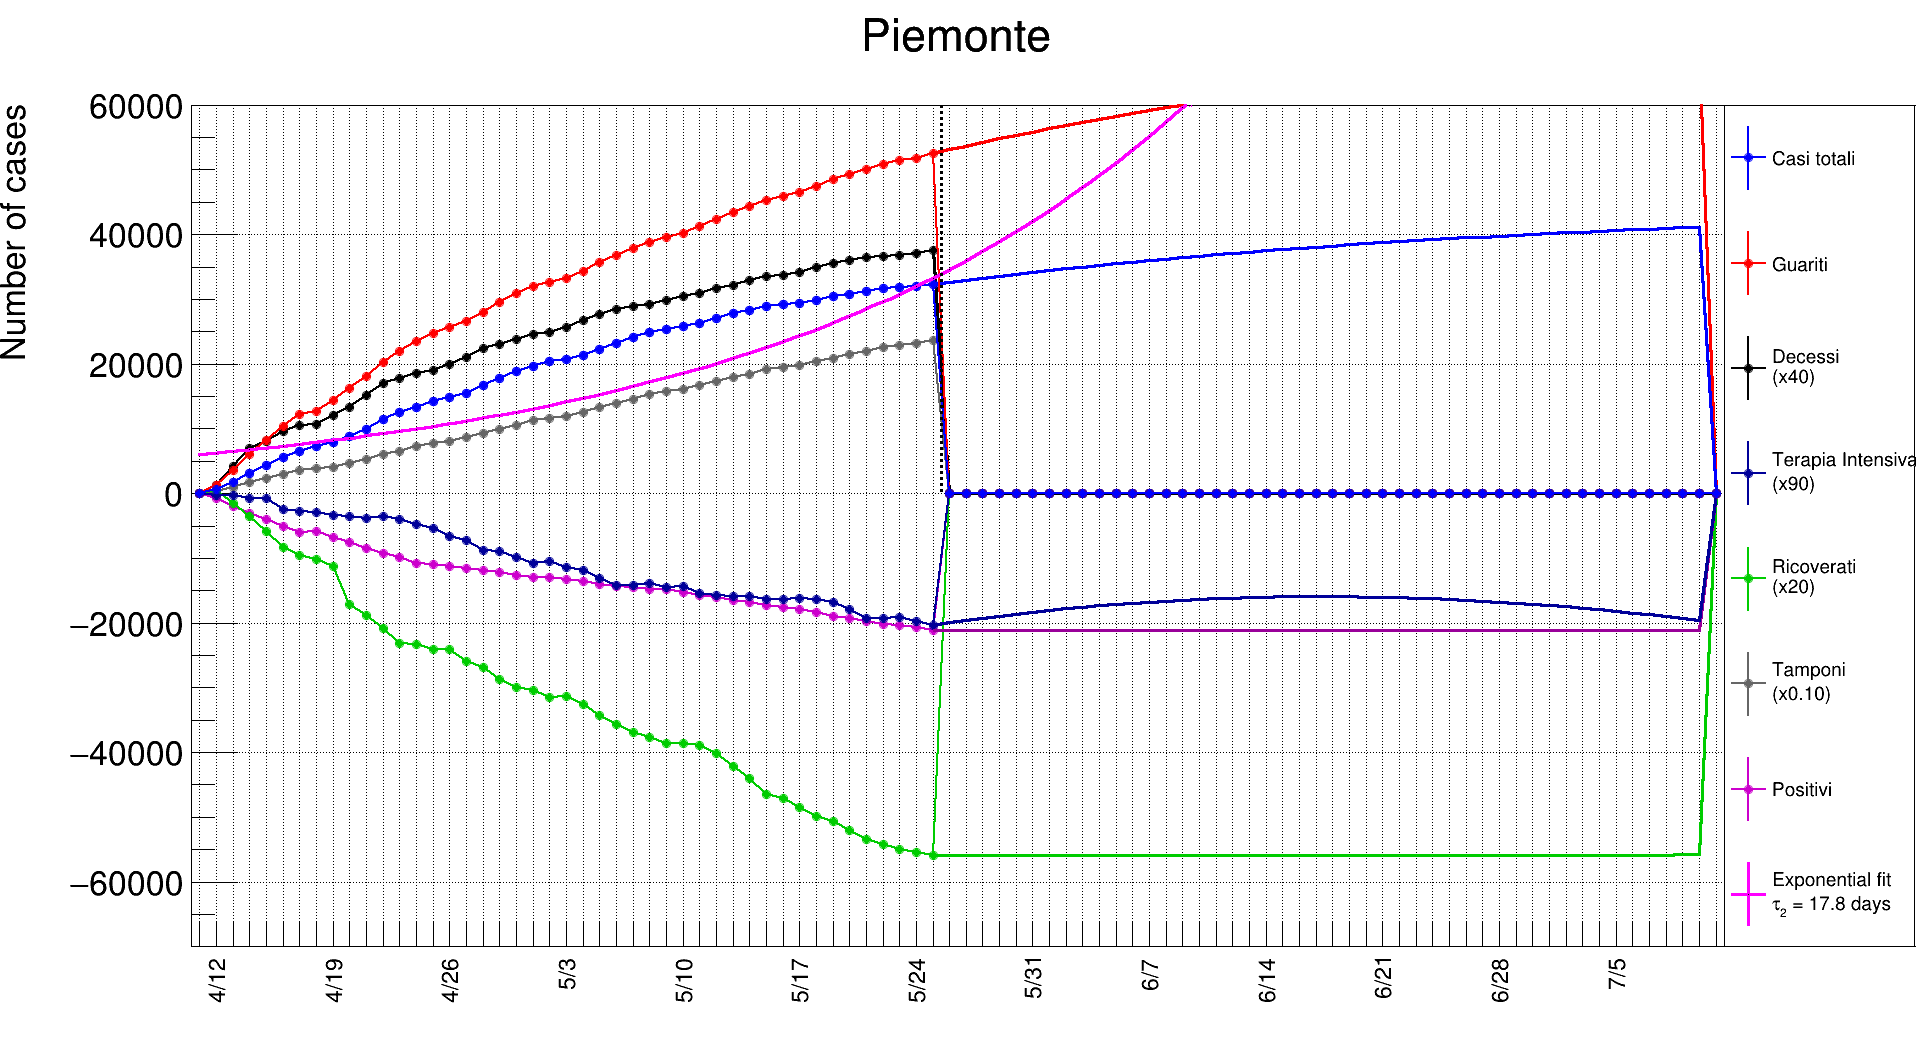 Piemonte
Number of cases
60000
40000
20000
0
−20000
−40000
−60000
4/12
4/19
4/26
5/3
5/10
5/17
5/24
5/31
6/7
6/14
6/21
6/28
7/5
Casi totali
Guariti
Decessi
(x40)
Terapia Intensiva
(x90)
Ricoverati
(x20)
Tamponi
(x0.10)
Positivi
Exponential fit
τ2 = 17.8 days